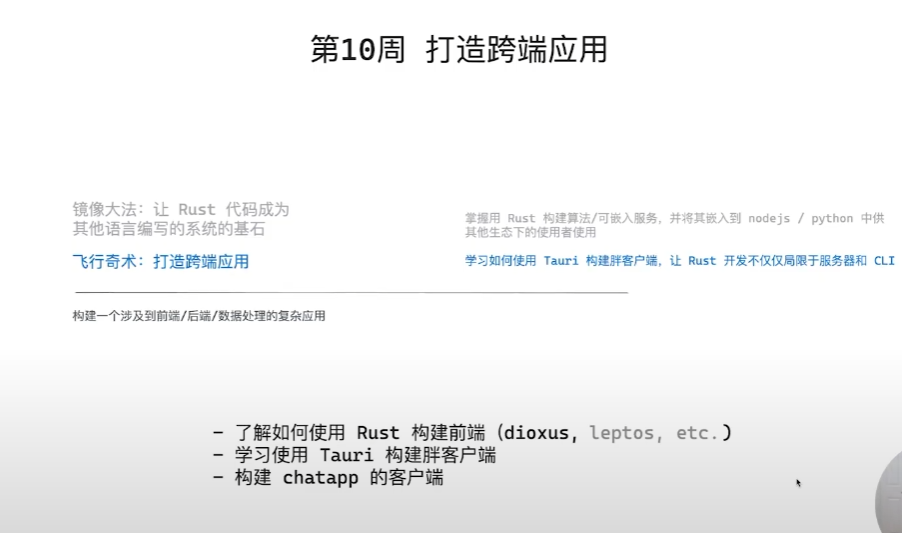 第10周 打造跨端应用
镜像大法：让 Rust 代码成为
其他语言编写的系统的基石
掌握用 Rust 构建算法/可嵌入服务，并将其嵌入到 nodejs / python 中供
其他生态下的使用者使用
飞行奇术：打造跨端应用
学习如何使用 Tauri 构建胖客户端，让 Rust 开发不仅仅局限于服务器和 CLI
构建一个涉及到前端/后端/数据处理的复杂应用
- 了解如何使用 Rust 构建前端（dioxus, leptos, etc.)
- 学习使用 Tauri 构建胖客户端
- 构建 chatapp 的客户端